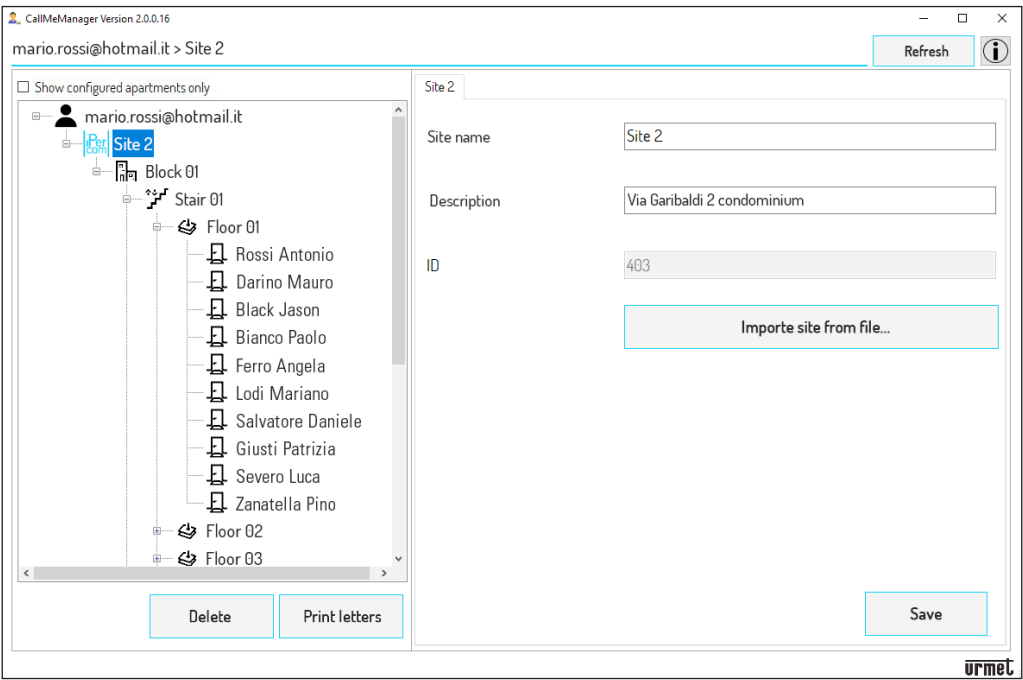 CallMeManager Version 2.0.0.16
mario.rossi@hotmail.it > Site 2
Refresh
Show configured apartments only
mario.rossi@hotmail.it
iPercom Site 2
Block 01
Stair 01
Floor 01
Rossi Antonio
Darino Mauro
Black Jason
Bianco Paolo
Ferro Angela
Lodi Mariano
Salvatore Daniele
Giusti Patrizia
Severo Luca
Zanatella Pino
Floor 02
Floor 03
Delete
Print letters
Site 2
Site name
Site 2
Description
Via Garibaldi 2 condominium
ID
403
Importe site from file...
Save
urmet